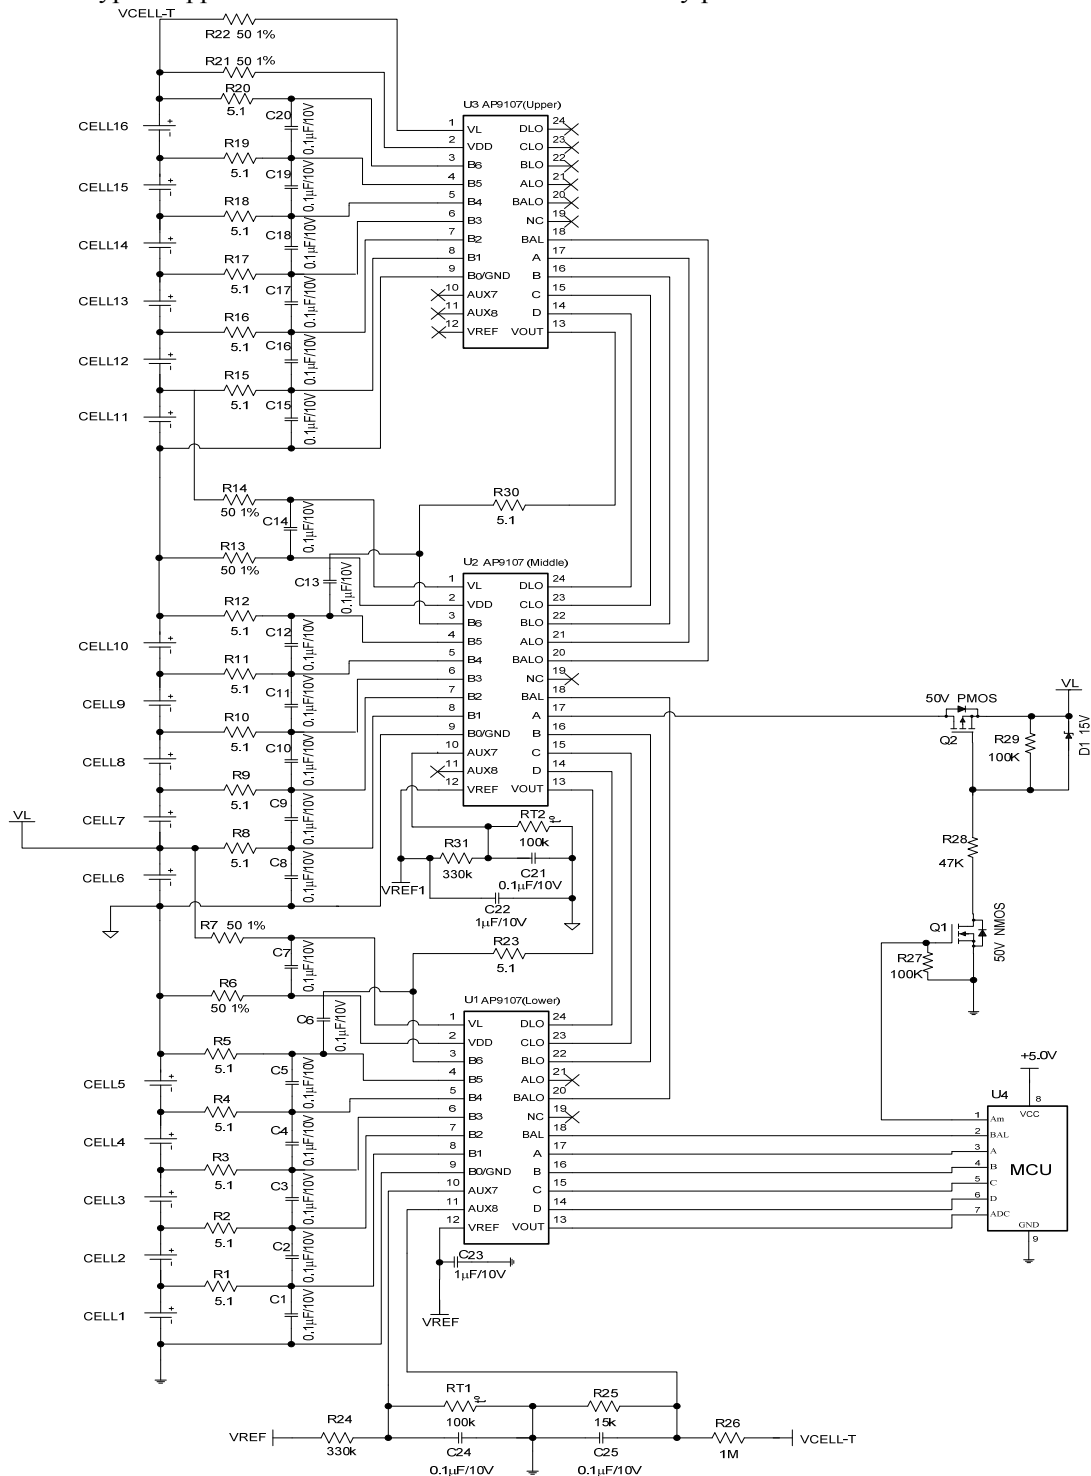 VCELL-T
R22 50 1%
R21 50 1%
R20
5.1
C20
0.1µF/10V
CELL16
R19
5.1
C19
0.1µF/10V
CELL15
R18
5.1
C18
0.1µF/10V
CELL14
R17
5.1
C17
0.1µF/10V
CELL13
R16
5.1
C16
0.1µF/10V
CELL12
R15
5.1
C15
0.1µF/10V
CELL11
U3 AP9107(Upper)
1 VL DLO 24
2 VDD CLO 23
3 B6 BLO 22
4 B5 ALO 21
5 B4 BALO 20
6 B3 NC 19
7 B2 BAL 18
8 B1 A 17
9 B0/GND B 16
10 AUX7 C 15
11 AUX8 D 14
12 VREF VOUT 13
R14
50 1%
C14
0.1µF/10V
R13
50 1%
R30
5.1
C13
0.1µF/10V
R12
5.1
C12
0.1µF/10V
CELL10
R11
5.1
C11
0.1µF/10V
CELL9
R10
5.1
C10
0.1µF/10V
CELL8
R9
5.1
C9
0.1µF/10V
CELL7
VL
R8
5.1
C8
0.1µF/10V
CELL6
U2 AP9107 (Middle)
1 VL DLO 24
2 VDD CLO 23
3 B6 BLO 22
4 B5 ALO 21
5 B4 BALO 20
6 B3 NC 19
7 B2 BAL 18
8 B1 A 17
9 B0/GND B 16
10 AUX7 C 15
11 AUX8 D 14
12 VREF VOUT 13
RT2
100k
R31
330k
C21
0.1µF/10V
VREF1
C22
1µF/10V
50V PMOS
Q2
VL
R29
100K
D1 15V
R28
47K
Q1
50V NMOS
R27
100K
R7 50 1%
C7
0.1µF/10V
R6
50 1%
R23
5.1
C6
0.1µF/10V
R5
5.1
C5
0.1µF/10V
CELL5
R4
5.1
C4
0.1µF/10V
CELL4
R3
5.1
C3
0.1µF/10V
CELL3
R2
5.1
C2
0.1µF/10V
CELL2
R1
5.1
C1
0.1µF/10V
CELL1
U1 AP9107(Lower)
1 VL DLO 24
2 VDD CLO 23
3 B6 BLO 22
4 B5 ALO 21
5 B4 BALO 20
6 B3 NC 19
7 B2 BAL 18
8 B1 A 17
9 B0/GND B 16
10 AUX7 C 15
11 AUX8 D 14
12 VREF VOUT 13
C23
1µF/10V
VREF
+5.0V
U4
8
VCC
1 Am
2 BAL
3 A
4 B
5 C
6 D
7 ADC
MCU
GND
9
RT1
100k
R25
15k
VREF
R24
330k
C24
0.1µF/10V
C25
0.1µF/10V
R26
1M
VCELL-T